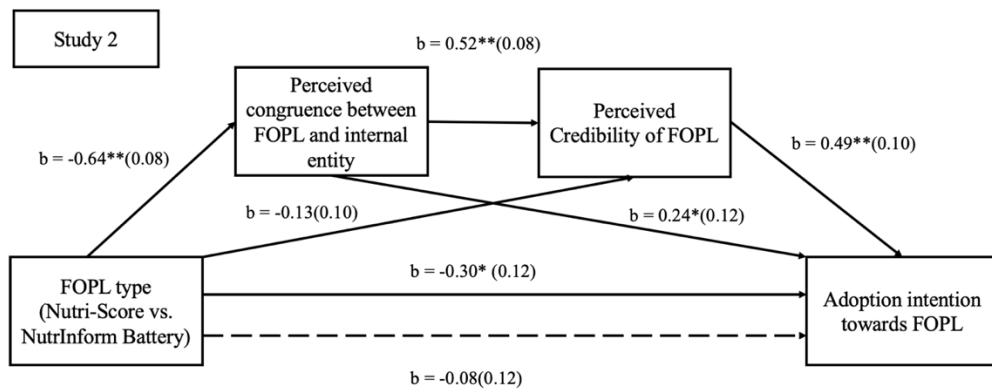 Study 2
b = 0.52**(0.08)
Perceived
congruence between
FOPL and internal
entity
Perceived
Credibility of FOPL
b = -0.64**(0.08)
b = 0.49**(0.10)
b = -0.13(0.10)
b = 0.24*(0.12)
FOPL type
(Nutri-Score vs.
NutrInform Battery)
b = -0.30* (0.12)
Adoption intention
towards FOPL
b = -0.08(0.12)